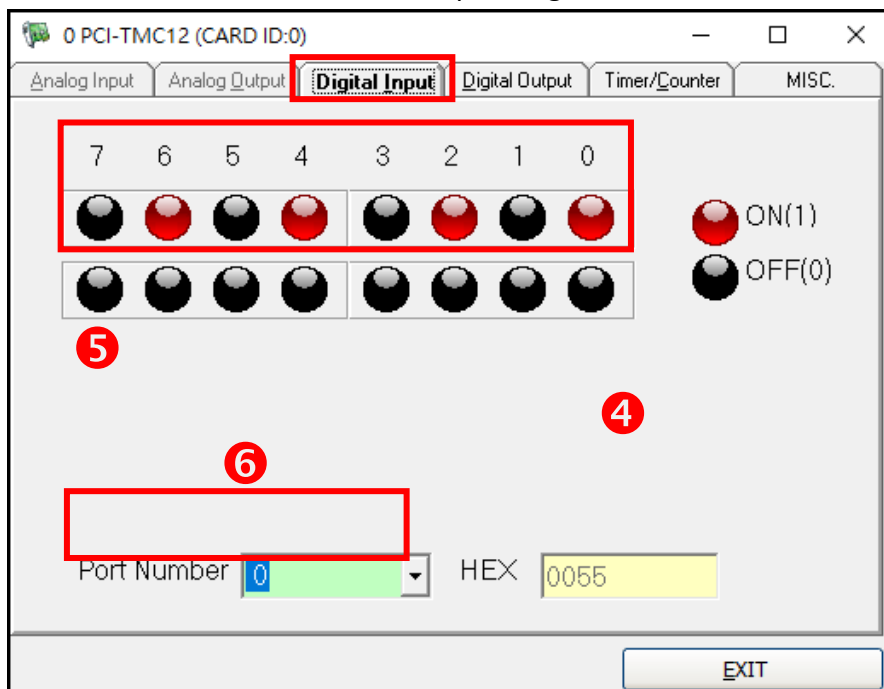 0 PCI-TMC12 (CARD ID:0)
Analog Input Analog Output Digital Input Digital Output Timer/Counter MISC.
7 6 5 4 3 2 1 0
ON(1)
OFF(0)
5
4
6
Port Number 0 HEX 0055
EXIT